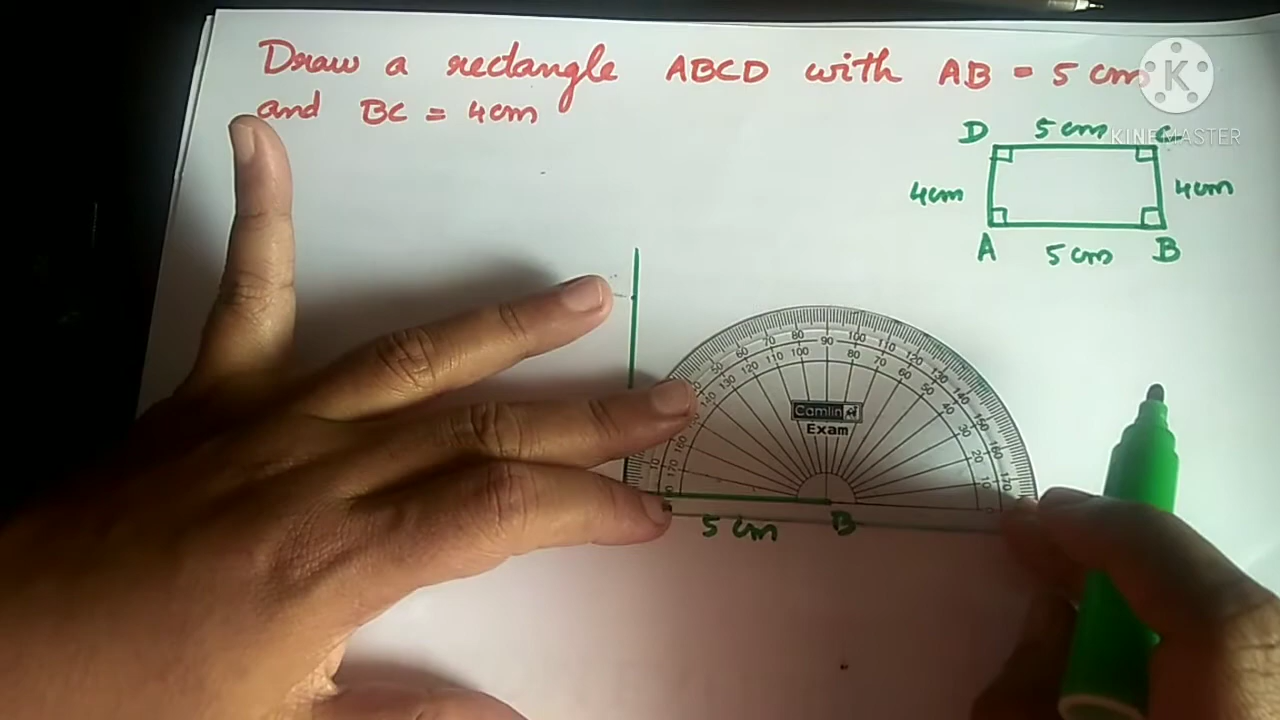 Draw a rectangle ABCD with AB = 5 cm
and BC = 4cm
K
KINEMASTER
D 5 cm C
4cm 4cm
A 5 cm B
Camlin
Exam
5 cm B